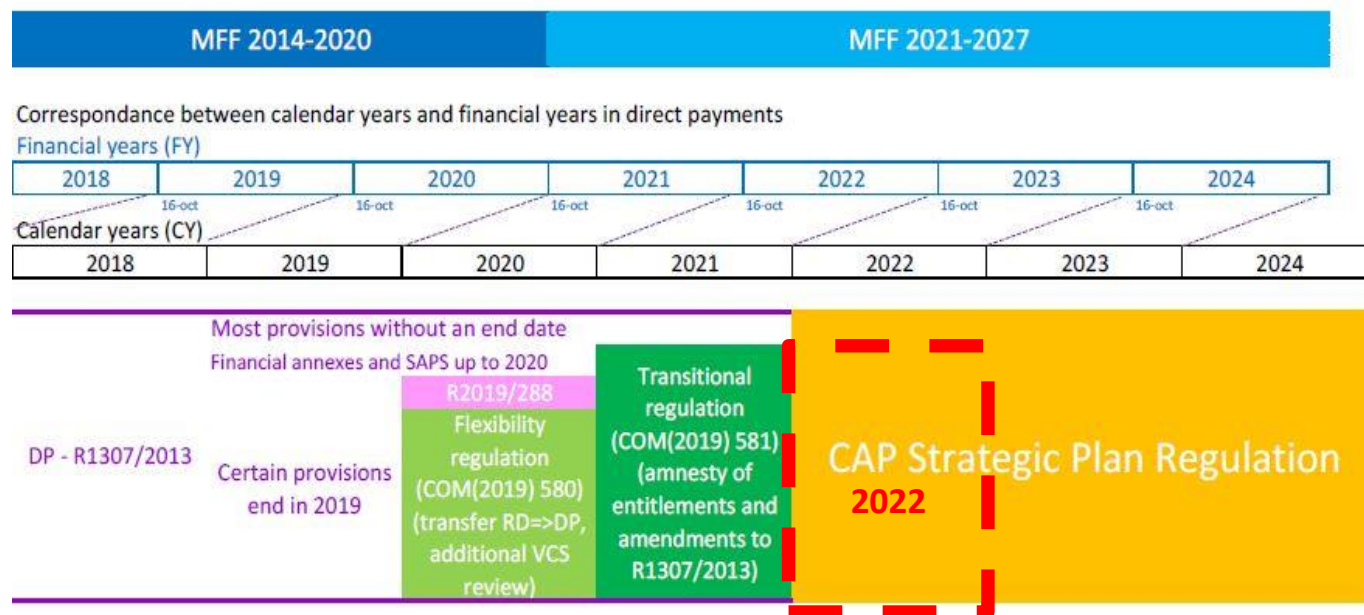 MFF 2014-2020
MFF 2021-2027
Correspondance between calendar years and financial years in direct payments
Financial years (FY)
2018 2019 2020 2021 2022 2023 2024
16-oct 16-oct 16-oct 16-oct 16-oct 16-oct
Calendar years (CY)
2018 2019 2020 2021 2022 2023 2024
DP - R1307/2013
Most provisions without an end date
Financial annexes and SAPS up to 2020
Certain provisions
end in 2019
R2019/288
Flexibility
regulation
(COM(2019) 580)
(transfer RD=>DP,
additional VCS
review)
Transitional
regulation
(COM(2019) 581)
(amnesty of
entitlements and
amendments to
R1307/2013)
CAP Strategic Plan Regulation
2022